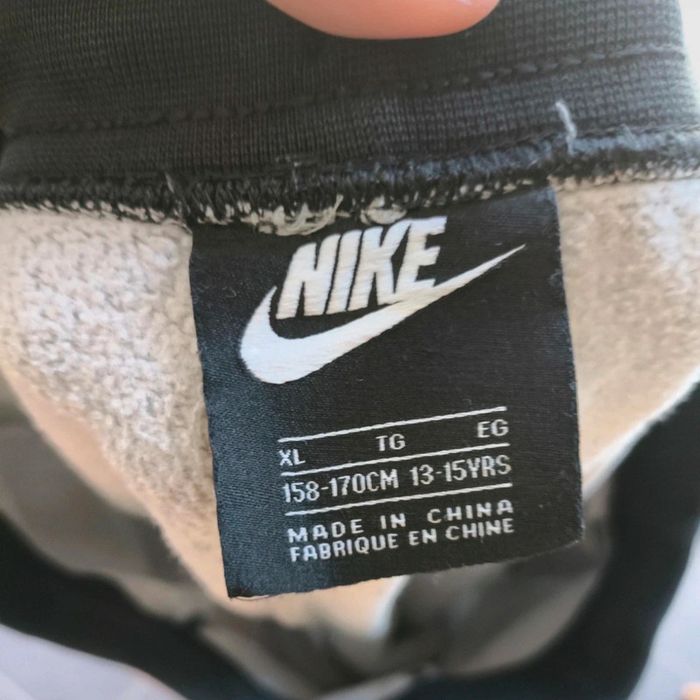 NIKE
XL TG EG
158-170CM 13-15YRS
MADE IN CHINA
FABRIQUE EN CHINE